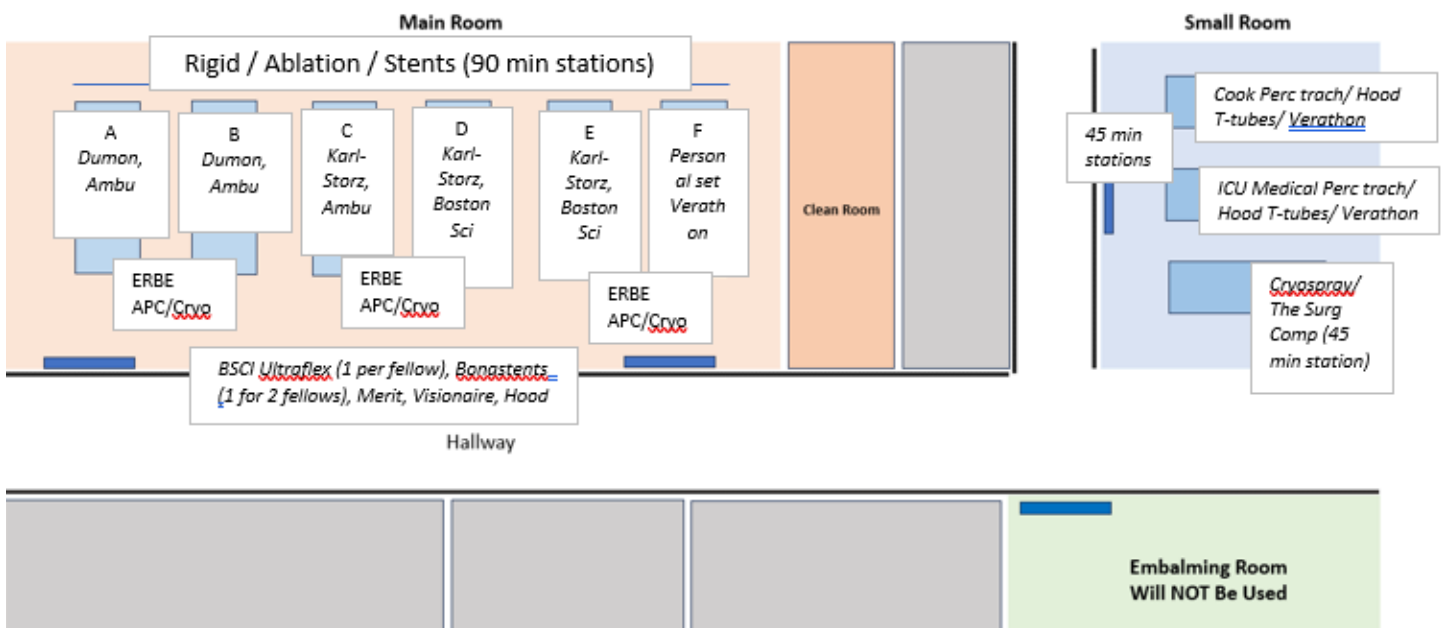 Main Room
Small Room
Rigid / Ablation / Stents (90 min stations)
A
Dumon,
Ambu
B
Dumon,
Ambu
C
Karl-
Storz,
Ambu
D
Karl-
Storz,
Boston
Sci
E
Karl-
Storz,
Boston
Sci
F
Person
al set
Verath
on
ERBE
APC/Cryo
ERBE
APC/Cryo
ERBE
APC/Cryo
Clean Room
45 min
stations
Cook Perc trach/ Hood
T-tubes/ Verathon
ICU Medical Perc trach/
Hood T-tubes/ Verathon
Cryospray/
The Surg
Comp (45
min station)
BSCI Ultraflex (1 per fellow), Bonastents
(1 for 2 fellows), Merit, Visionaire, Hood
Hallway
Embalming Room
Will NOT Be Used